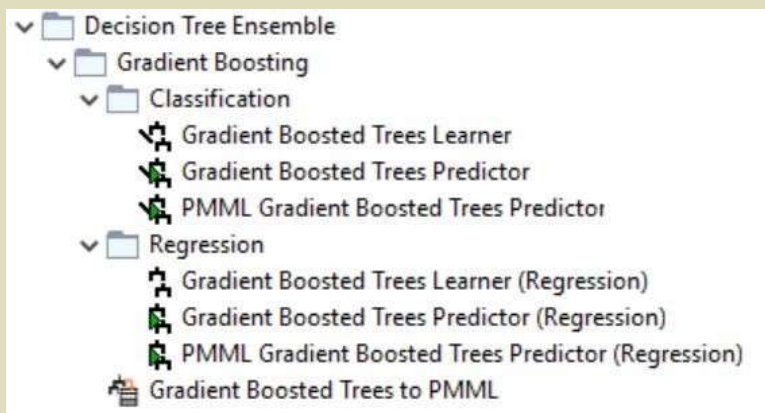 Decision Tree Ensemble
Gradient Boosting
Classification
Gradient Boosted Trees Learner
Gradient Boosted Trees Predictor
PMML Gradient Boosted Trees Predictor
Regression
Gradient Boosted Trees Learner (Regression)
Gradient Boosted Trees Predictor (Regression)
PMML Gradient Boosted Trees Predictor (Regression)
Gradient Boosted Trees to PMML